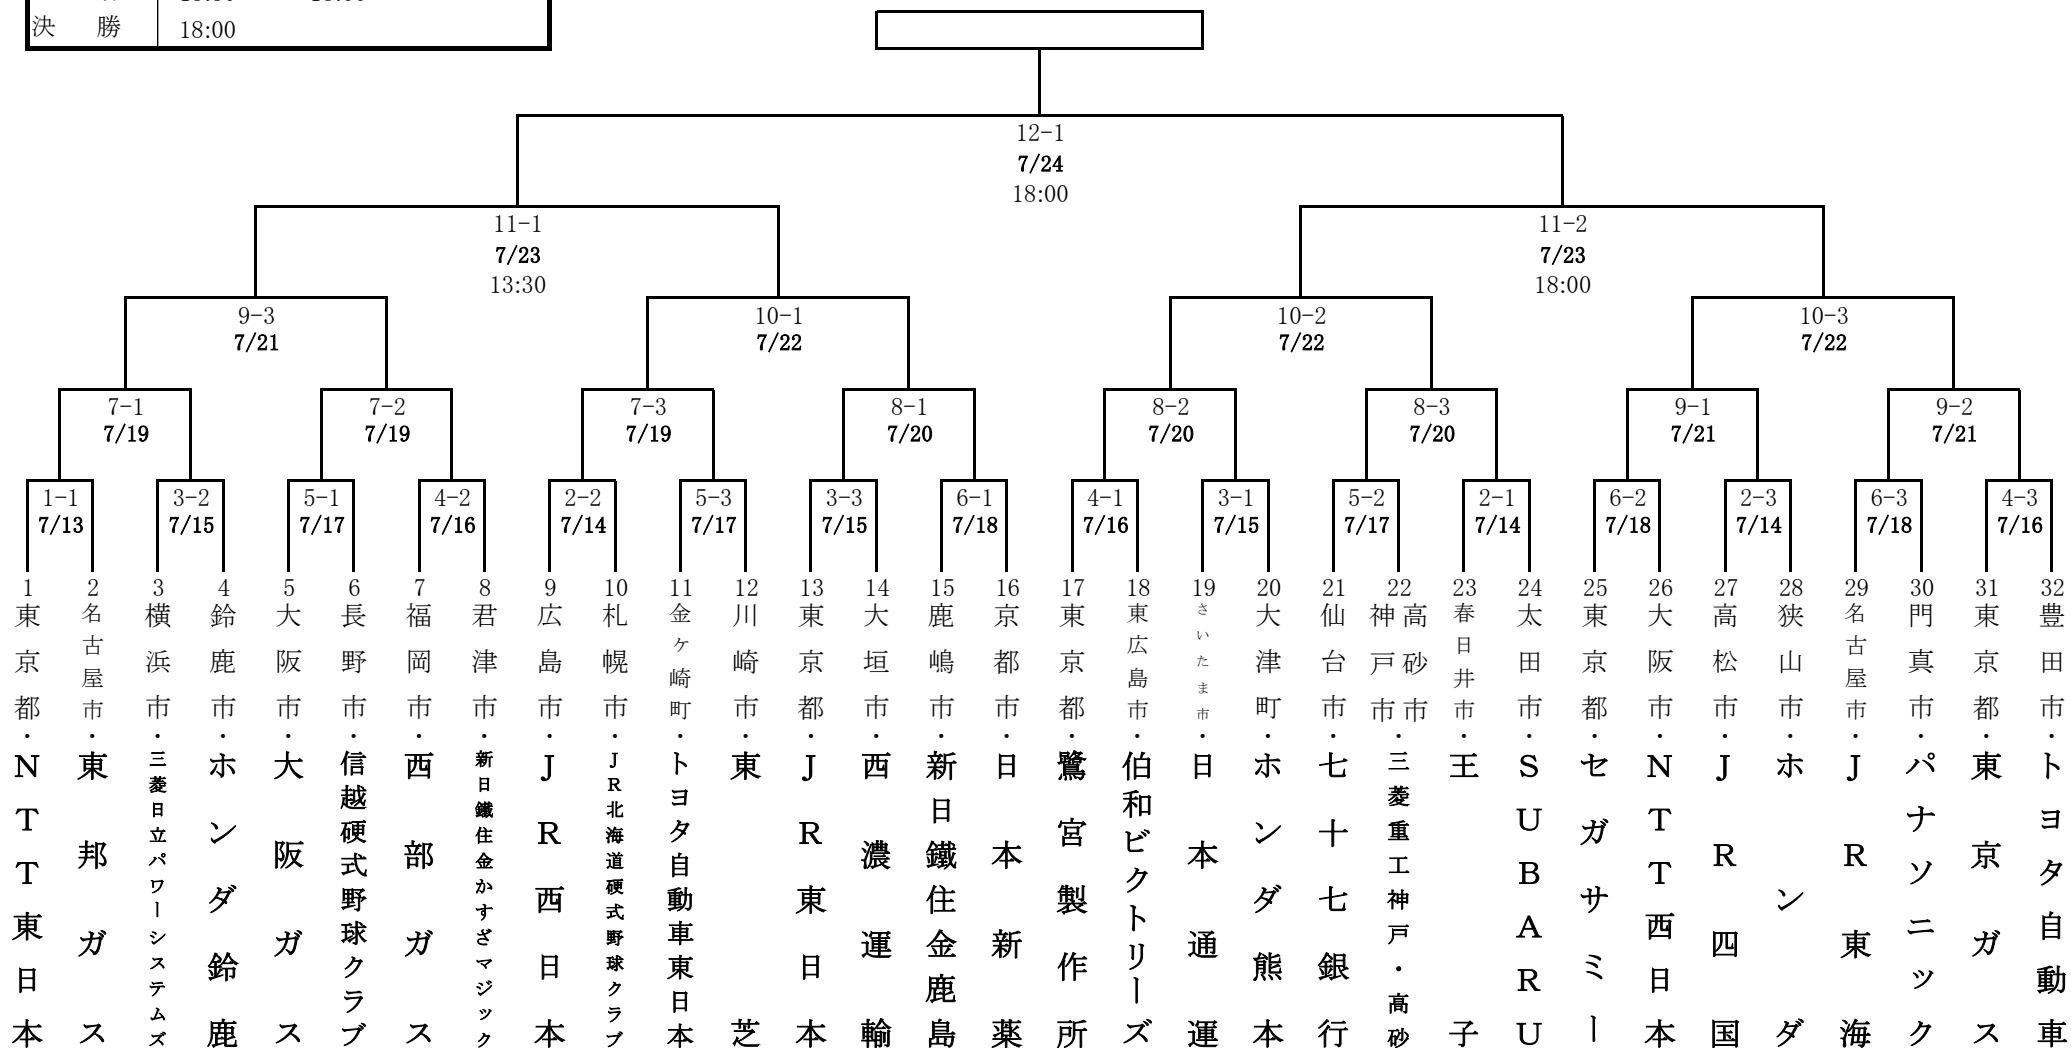 決 勝 18:00
12-1
7/24
18:00
11-1 11-2
7/23 7/23
13:30 18:00
9-3 10-1 10-2 10-3
7/21 7/22 7/22 7/22
7-1 7-2 7-3 8-1 8-2 8-3 9-1 9-2
7/19 7/19 7/19 7/20 7/20 7/20 7/21 7/21
1-1 3-2 5-1 4-2 2-2 5-3 3-3 6-1 4-1 3-1 5-2 2-1 6-2 2-3 6-3 4-3
7/13 7/15 7/17 7/16 7/14 7/17 7/15 7/18 7/16 7/15 7/17 7/14 7/18 7/14 7/18 7/16
1 東京都・NTT東日本
2 名古屋市・東邦ガス
3 横浜市・三菱日立パワーシステムズ
4 鈴鹿市・ホンダ鈴鹿
5 大阪市・大阪ガス
6 長野市・信越硬式野球クラブ
7 福岡市・西部ガス
8 君津市・新日鐵住金かずさマジック
9 広島市・JR西日本
10 札幌市・JR北海道硬式野球クラブ
11 金ケ崎町・トヨタ自動車東日本
12 川崎市・東芝
13 東京都・JR東日本
14 大垣市・西濃運輸
15 鹿嶋市・新日鐵住金鹿島
16 京都市・日本新薬
17 東京都・鷺宮製作所
18 東広島市・伯和ビクトリーズ
19 さいたま市・日本通運
20 大津町・ホンダ熊本
21 仙台市・七十七銀行
22 神戸市 高砂市・三菱重工神戸・高砂
23 春日井市・王子
24 太田市・SUBARU
25 東京都・セガサミー
26 大阪市・NTT西日本
27 高松市・JR四国
28 狭山市・ホンダ
29 名古屋市・JR東海
30 門真市・パナソニック
31 東京都・東京ガス
32 豊田市・トヨタ自動車